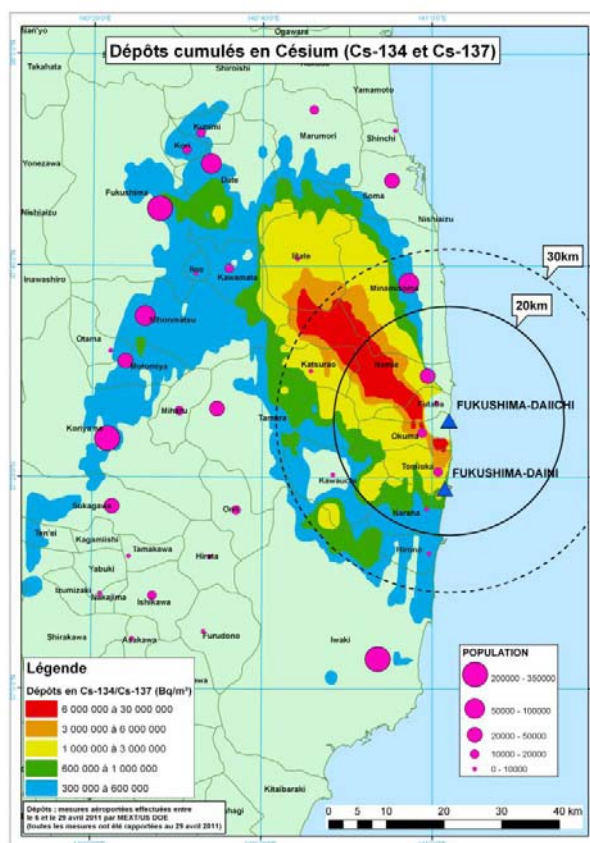 Ogawara
Dépôts cumulés en Césium (Cs-134 et Cs-137)
Takahata
Shiroishi
Yamamoto
Kunimi
Marumori
Shinchi
Kori
Yonezawa
Date
Soma
Fukushima
Nishiaizu
Nishiaizu
30km
Iitate
Inawashiro
Kawamata
Minamisoma
20km
Nihonmatsu
Otama
Motomiya
Katsurao
Namie
Futaba
FUKUSHIMA-DAIICHI
Miharu
Tamura
Koriyama
Okuma
Tomioka
FUKUSHIMA-DAINI
Kawauchi
Sukagawa
Ono
Naraha
Ten'ei
Kagamiishi
Tamakawa
Hirata
Hirono
Yabuki
Izumizaki
Nakajima
Ishikawa
Shirakawa
Asakawa
Furudono
Iwaki
Légende
Dépôts en Cs-134/Cs-137 (Bq/m²)
6 000 000 à 30 000 000
3 000 000 à 6 000 000
1 000 000 à 3 000 000
600 000 à 1 000 000
300 000 à 600 000
POPULATION
200000 - 350000
50000 - 100000
20000 - 50000
10000 - 20000
0 - 10000
Kitaibaraki
Dépôts : mesures aéroportées effectuées entre
le 6 et le 29 avril 2011 par MEXT/US DOE
(toutes les mesures ont été rapportées au 29 avril 2011)
0 5 10 20 30 40 km